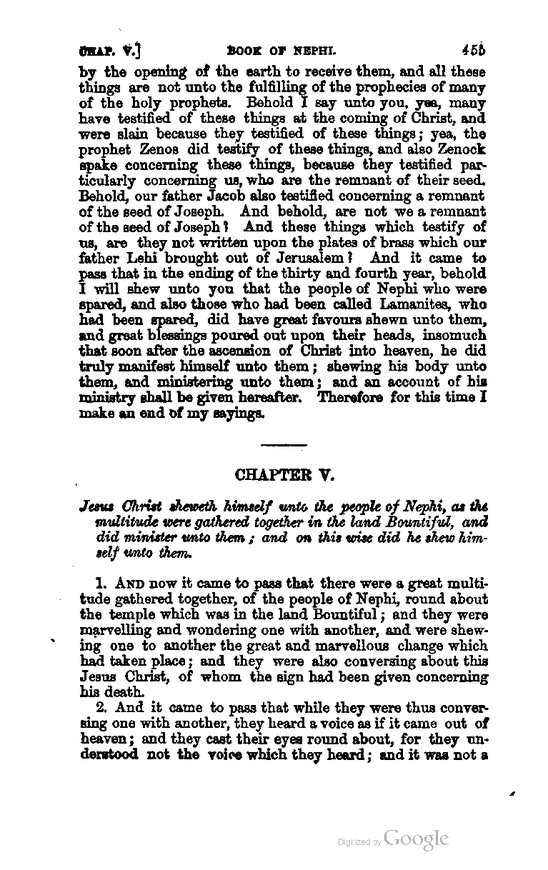 CHAP. V.] BOOK OF NEPHI. 455
by the opening of the earth to receive them, and all these
things are not unto the fulfilling of the prophecies of many
of the holy prophets. Behold I say unto you, yea, many
have testified of these things at the coming of Christ, and
were slain because they testified of these things; yea, the
prophet Zenos did testify of these things, and also Zenock
spake concerning these things, because they testified par-
ticularly concerning us, who are the remnant of their seed.
Behold, our father Jacob also testified concerning a remnant
of the seed of Joseph. And behold, are not we a remnant
of the seed of Joseph? And these things which testify of
us, are they not written upon the plates of brass which our
father Lehi brought out of Jerusalem? And it came to
pass that in the ending of the thirty and fourth year, behold
I will shew unto you that the people of Nephi who were
spared, and also those who had been called Lamanites, who
had been spared, did have great favours shewn unto them,
and great blessings poured out upon their heads, insomuch
that soon after the ascension of Christ into heaven, he did
truly manifest himself unto them; shewing his body unto
them, and ministering unto them; and an account of his
ministry shall be given hereafter. Therefore for this time I
make an end of my sayings.
CHAPTER V.
Jesus Christ sheweth himself unto the people of Nephi, as the
multitude were gathered together in the land Bountiful, and
did minister unto them; and on this wise did he shew him-
self unto them.
1. AND now it came to pass that there were a great multi-
tude gathered together, of the people of Nephi, round about
the temple which was in the land Bountiful; and they were
marvelling and wondering one with another, and were shew-
ing one to another the great and marvellous change which
had taken place; and they were also conversing about this
Jesus Christ, of whom the sign had been given concerning
his death.
2. And it came to pass that while they were thus conver-
sing one with another, they heard a voice as if it came out of
heaven; and they cast their eyes round about, for they un-
derstood not the voice which they heard; and it was not a
Digitized by Google